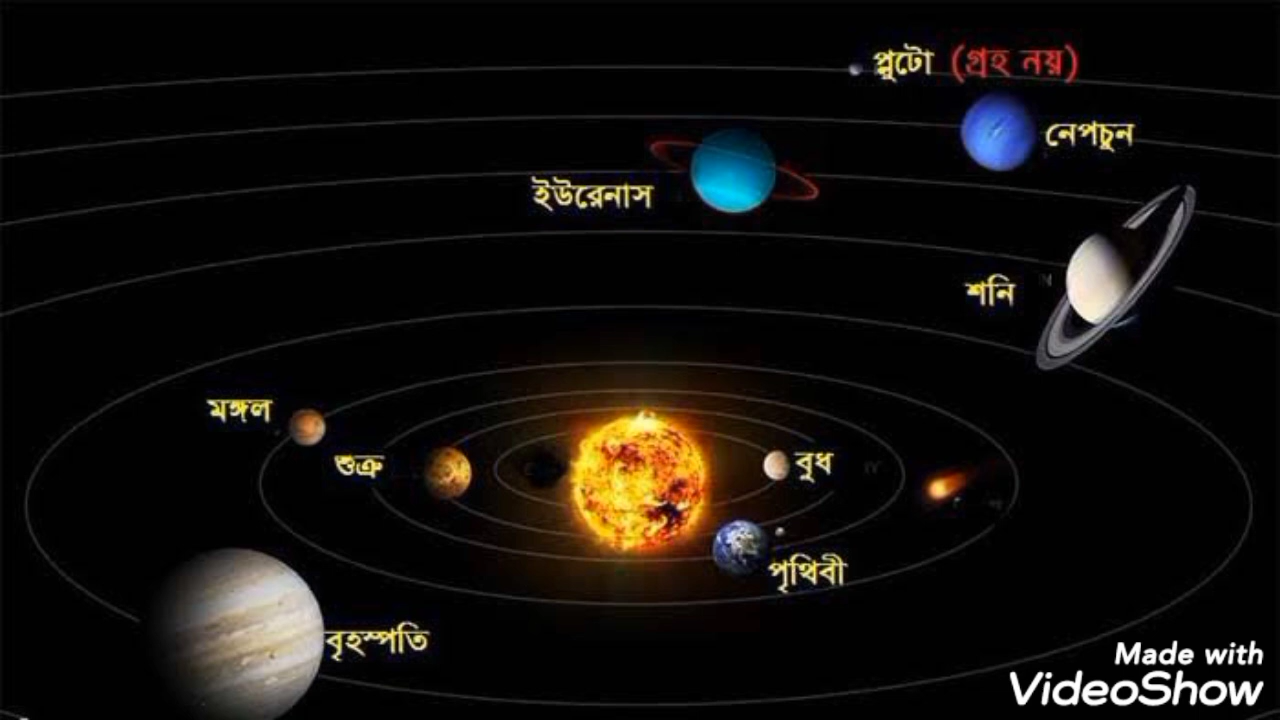 প্লুটো (গ্রহ নয়)
নেপচুন
ইউরেনাস
শনি
মঙ্গল
শুক্র
বুধ
পৃথিবী
বৃহস্পতি
Made with
VideoShow